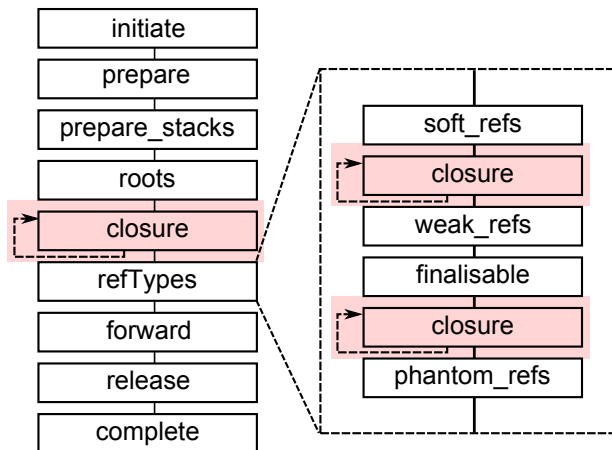 initiate
prepare
prepare_stacks
roots
closure
refTypes
forward
release
complete
soft_refs
closure
weak_refs
finalisable
closure
phantom_refs